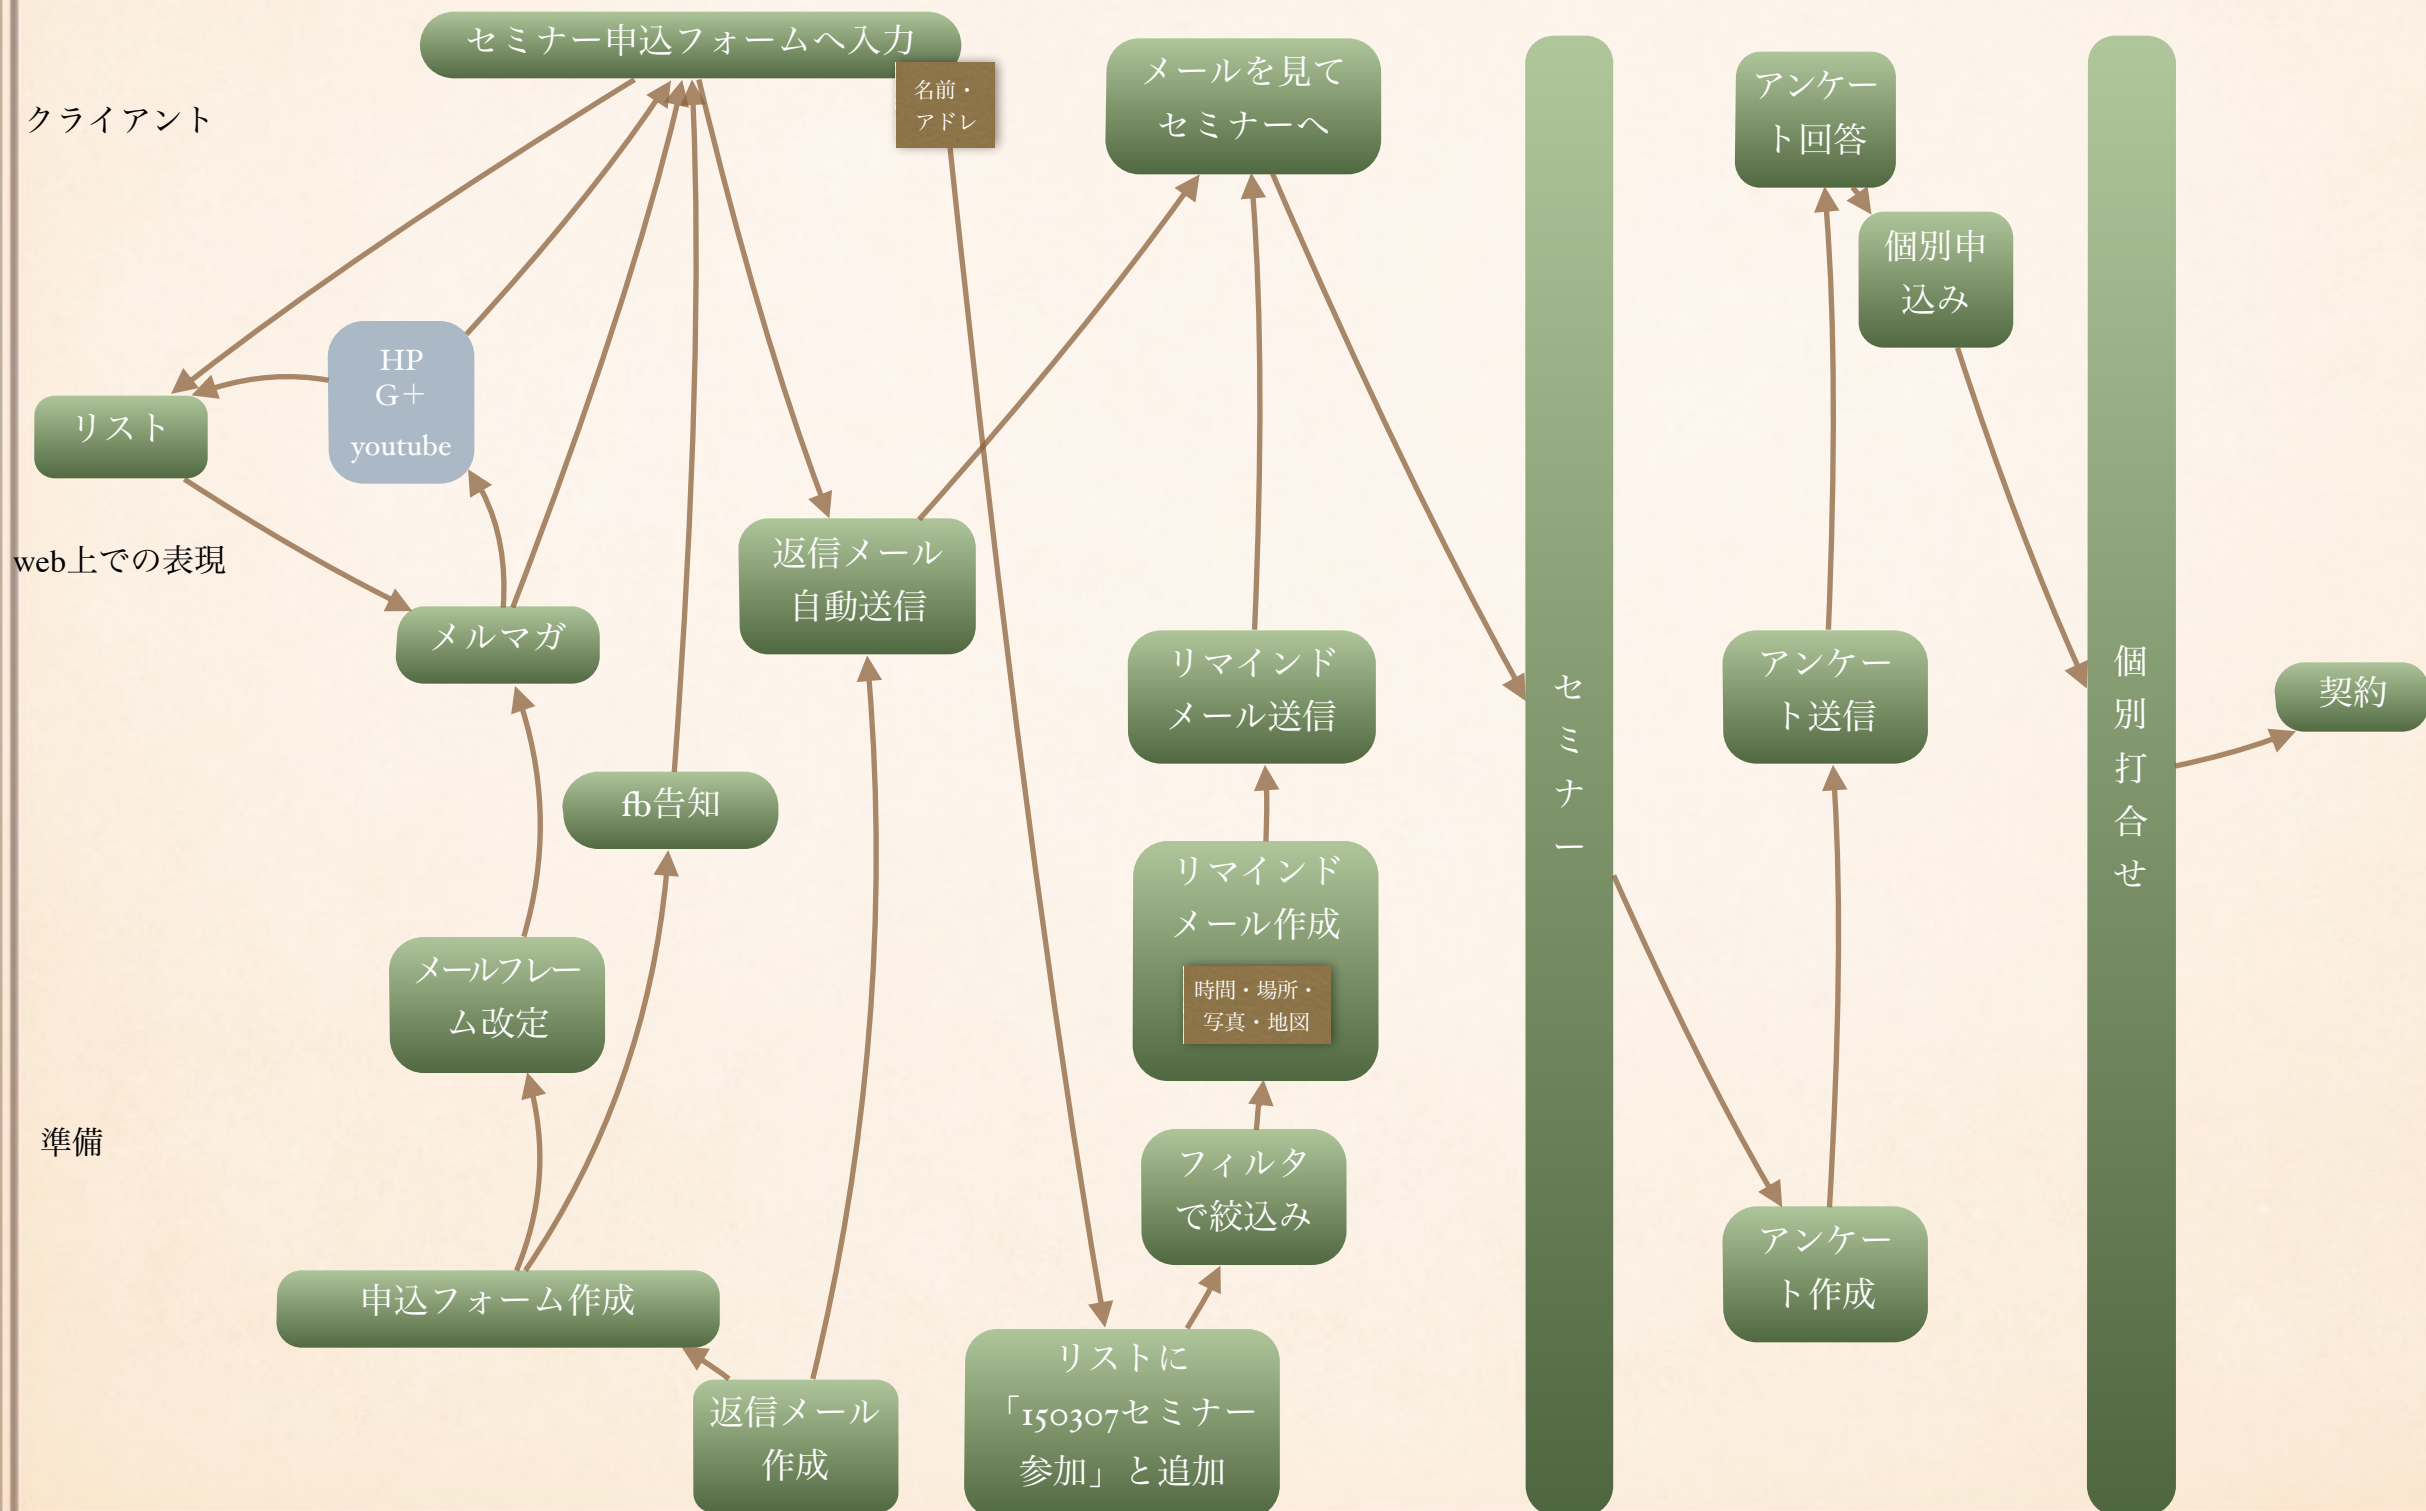 セミナー申込フォームへ入力
名前・
アドレ
メールを見て
セミナーへ
アンケー
ト回答
クライアント
個別申
込み
HP
G＋
youtube
リスト
web上での表現
メルマガ
返信メール
自動送信
リマインド
メール送信
セ
ミ
ナ
ー
アンケー
ト送信
個
別
打
合
せ
契約
fb告知
リマインド
メール作成
時間・場所・
写真・地図
メールフレー
ム改定
準備
フィルタ
で絞込み
アンケー
ト作成
申込フォーム作成
返信メール
作成
リストに
「150307セミナー
参加」と追加